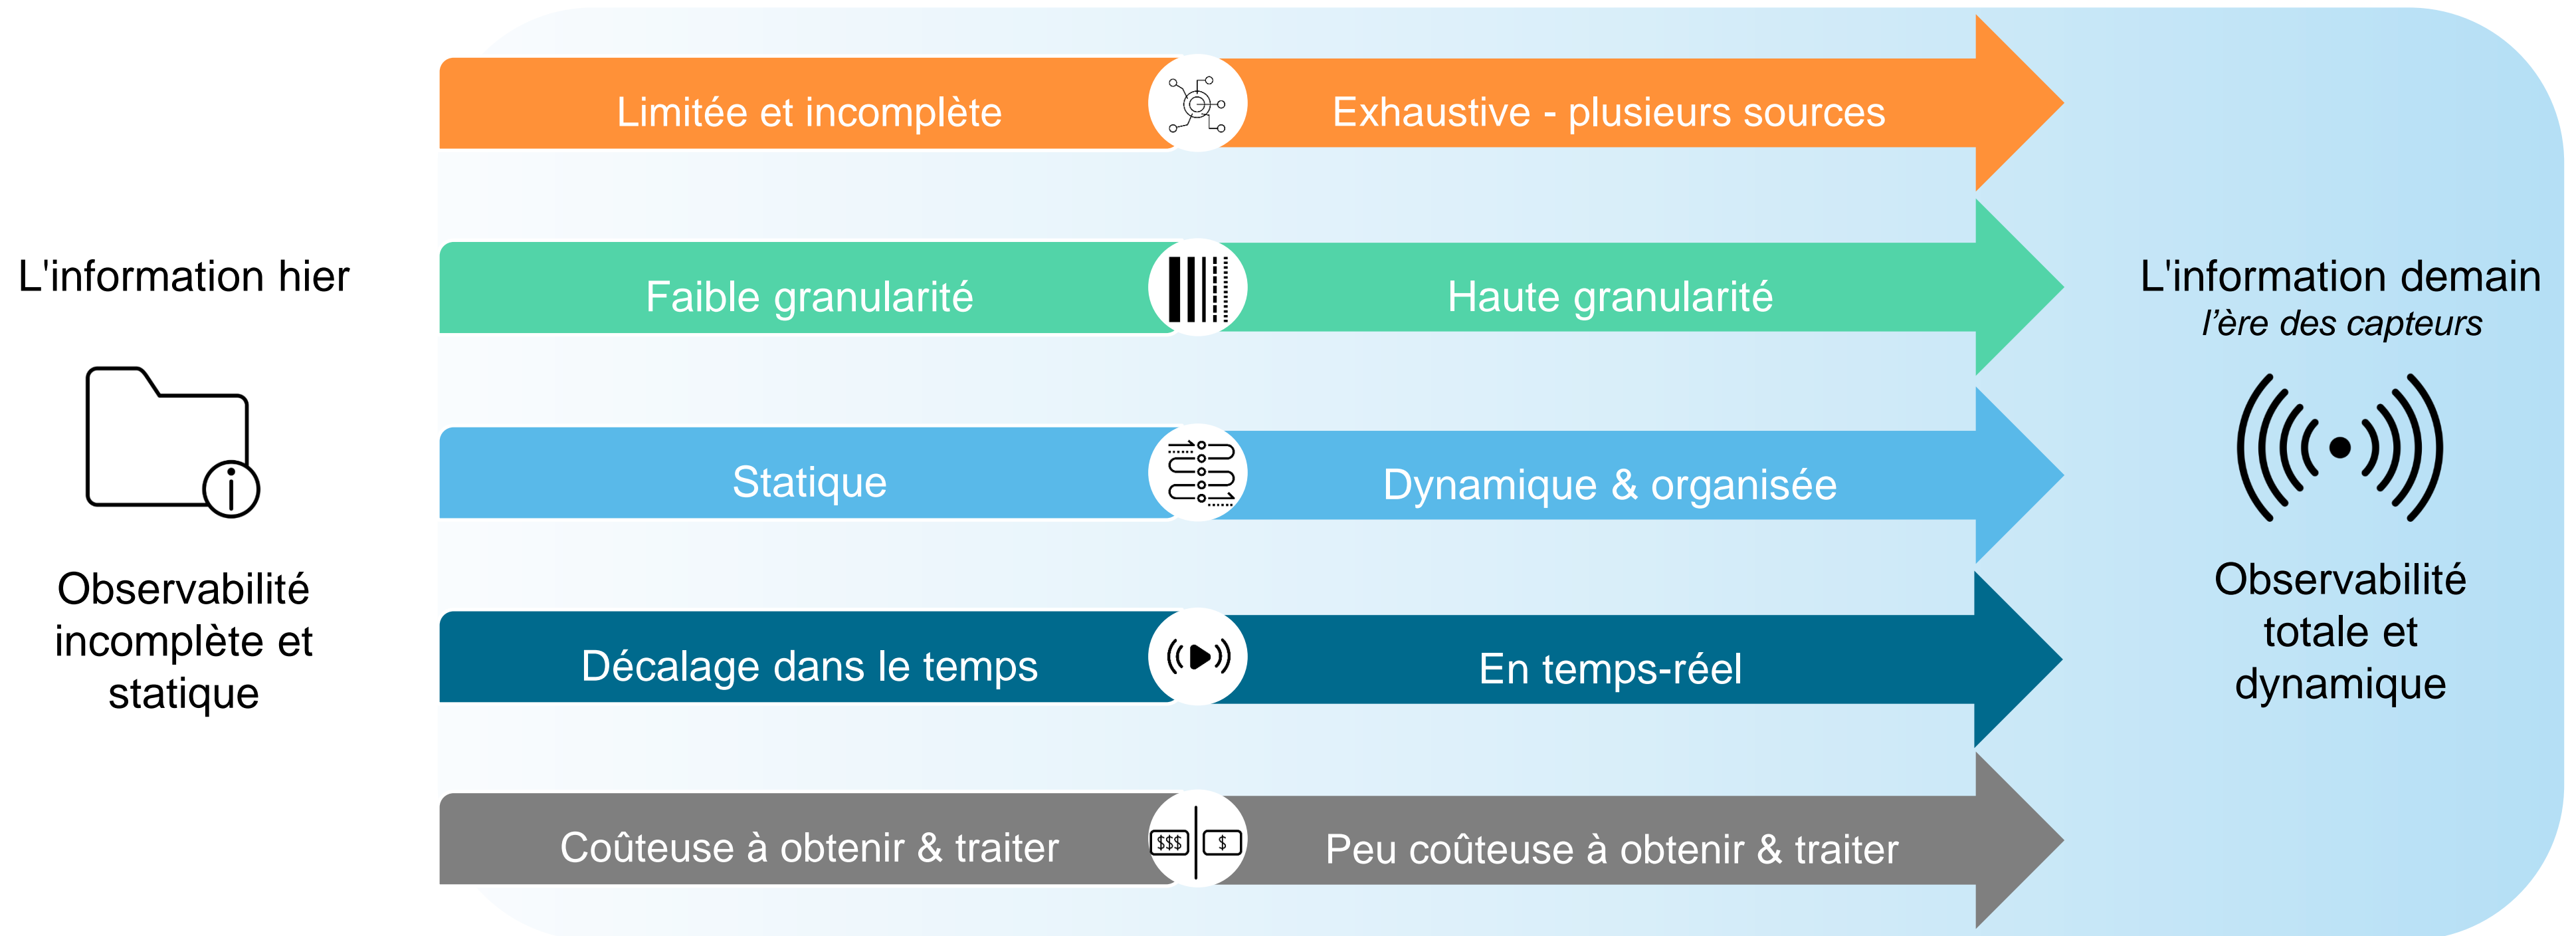 L'information hier
Observabilité
incomplète et
statique
Limitée et incomplète
Exhaustive - plusieurs sources
Faible granularité
Haute granularité
Statique
Dynamique & organisée
Décalage dans le temps
En temps-réel
Coûteuse à obtenir & traiter
$$$
$
Peu coûteuse à obtenir & traiter
L'information demain
l’ère des capteurs
Observabilité
totale et
dynamique